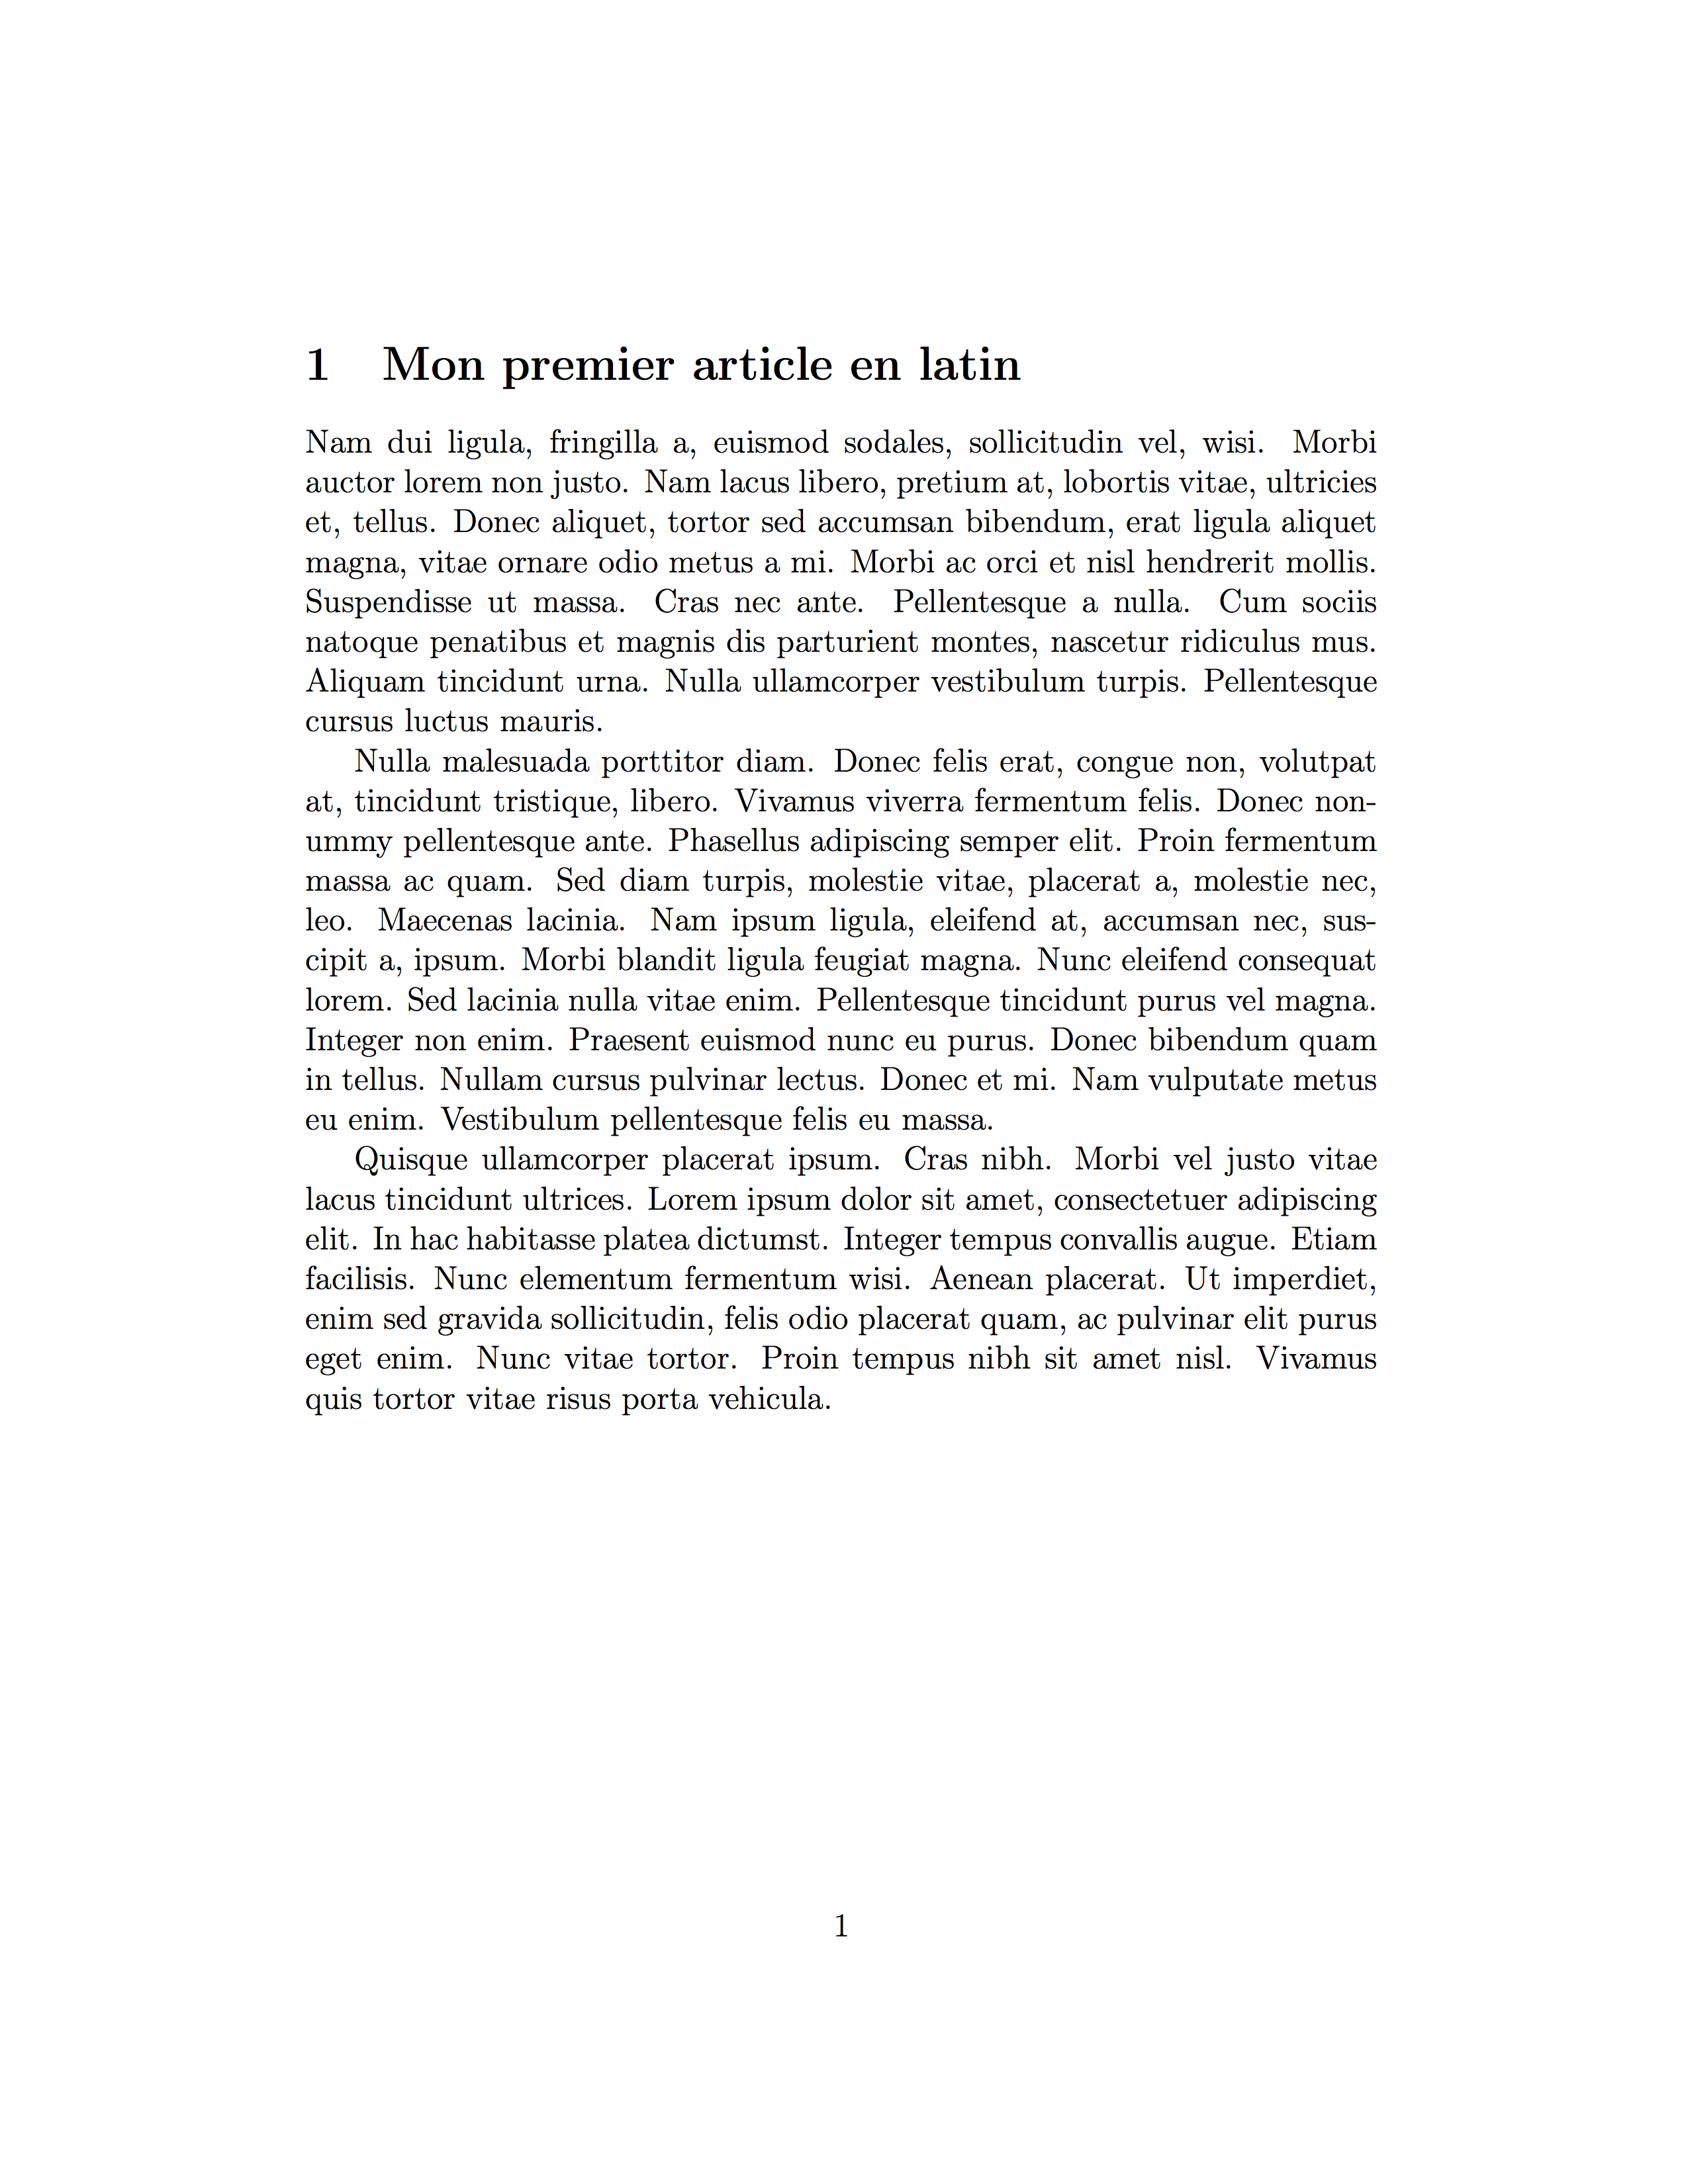 1 Mon premier article en latin
Nam dui ligula, fringilla a, euismod sodales, sollicitudin vel, wisi. Morbi
auctor lorem non justo. Nam lacus libero, pretium at, lobortis vitae, ultricies
et, tellus. Donec aliquet, tortor sed accumsan bibendum, erat ligula aliquet
magna, vitae ornare odio metus a mi. Morbi ac orci et nisl hendrerit mollis.
Suspendisse ut massa. Cras nec ante. Pellentesque a nulla. Cum sociis
natoque penatibus et magnis dis parturient montes, nascetur ridiculus mus.
Aliquam tincidunt urna. Nulla ullamcorper vestibulum turpis. Pellentesque
cursus luctus mauris.
Nulla malesuada porttitor diam. Donec felis erat, congue non, volutpat
at, tincidunt tristique, libero. Vivamus viverra fermentum felis. Donec non-
ummy pellentesque ante. Phasellus adipiscing semper elit. Proin fermentum
massa ac quam. Sed diam turpis, molestie vitae, placerat a, molestie nec,
leo. Maecenas lacinia. Nam ipsum ligula, eleifend at, accumsan nec, sus-
cipit a, ipsum. Morbi blandit ligula feugiat magna. Nunc eleifend consequat
lorem. Sed lacinia nulla vitae enim. Pellentesque tincidunt purus vel magna.
Integer non enim. Praesent euismod nunc eu purus. Donec bibendum quam
in tellus. Nullam cursus pulvinar lectus. Donec et mi. Nam vulputate metus
eu enim. Vestibulum pellentesque felis eu massa.
Quisque ullamcorper placerat ipsum. Cras nibh. Morbi vel justo vitae
lacus tincidunt ultrices. Lorem ipsum dolor sit amet, consectetuer adipiscing
elit. In hac habitasse platea dictumst. Integer tempus convallis augue. Etiam
facilisis. Nunc elementum fermentum wisi. Aenean placerat. Ut imperdiet,
enim sed gravida sollicitudin, felis odio placerat quam, ac pulvinar elit purus
eget enim. Nunc vitae tortor. Proin tempus nibh sit amet nisl. Vivamus
quis tortor vitae risus porta vehicula.
1